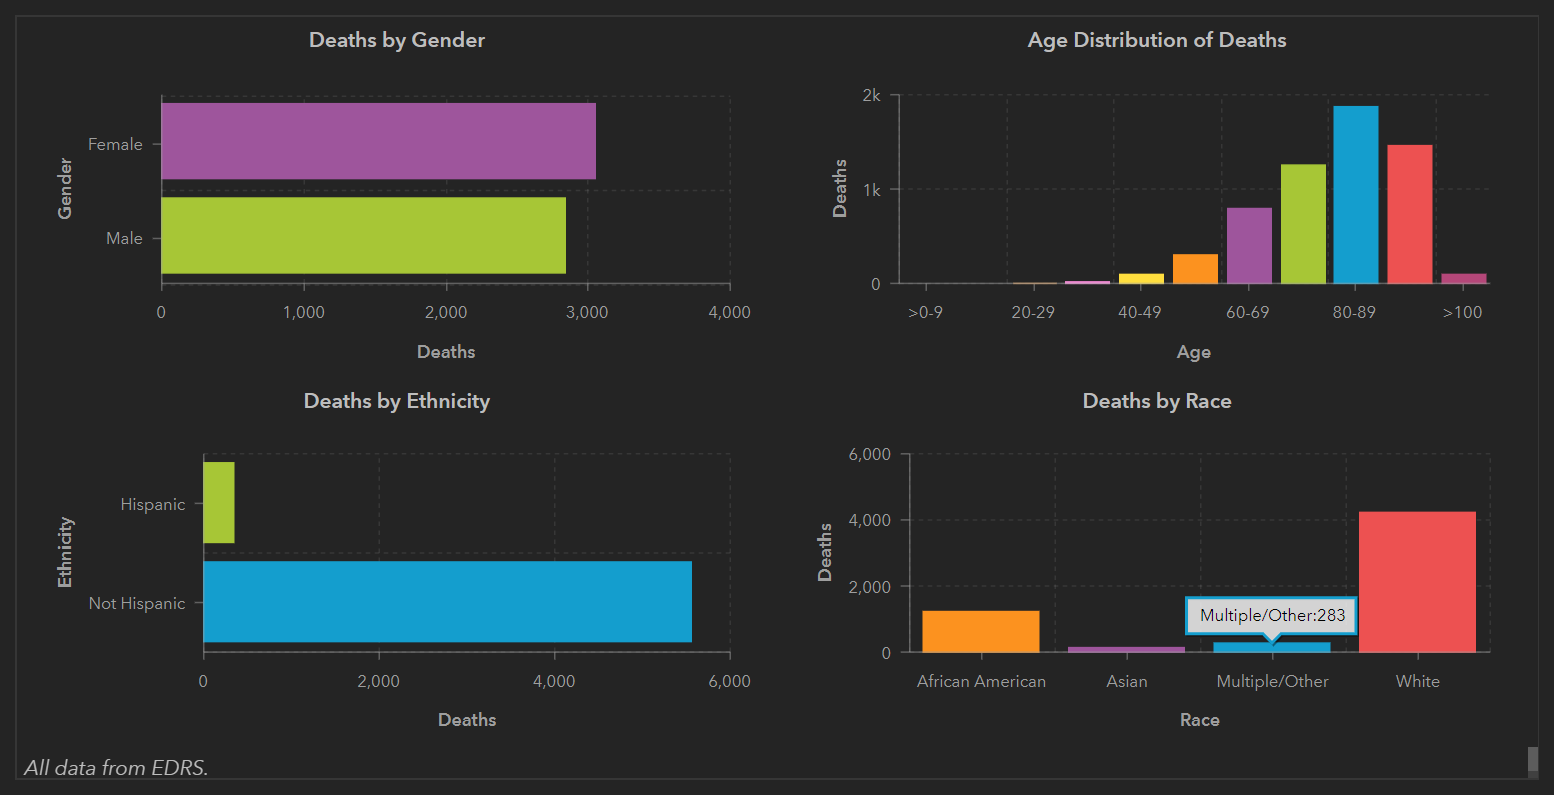 Deaths by Gender
Gender
Female
Male
0 1,000 2,000 3,000 4,000
Deaths
Age Distribution of Deaths
Deaths
2k
1k
0
>0-9 20-29 40-49 60-69 80-89 >100
Age
Deaths by Ethnicity
Ethnicity
Hispanic
Not Hispanic
0 2,000 4,000 6,000
Deaths
Deaths by Race
Deaths
6,000
4,000
2,000
0
Multiple/Other:283
African American Asian Multiple/Other White
Race
All data from EDRS.